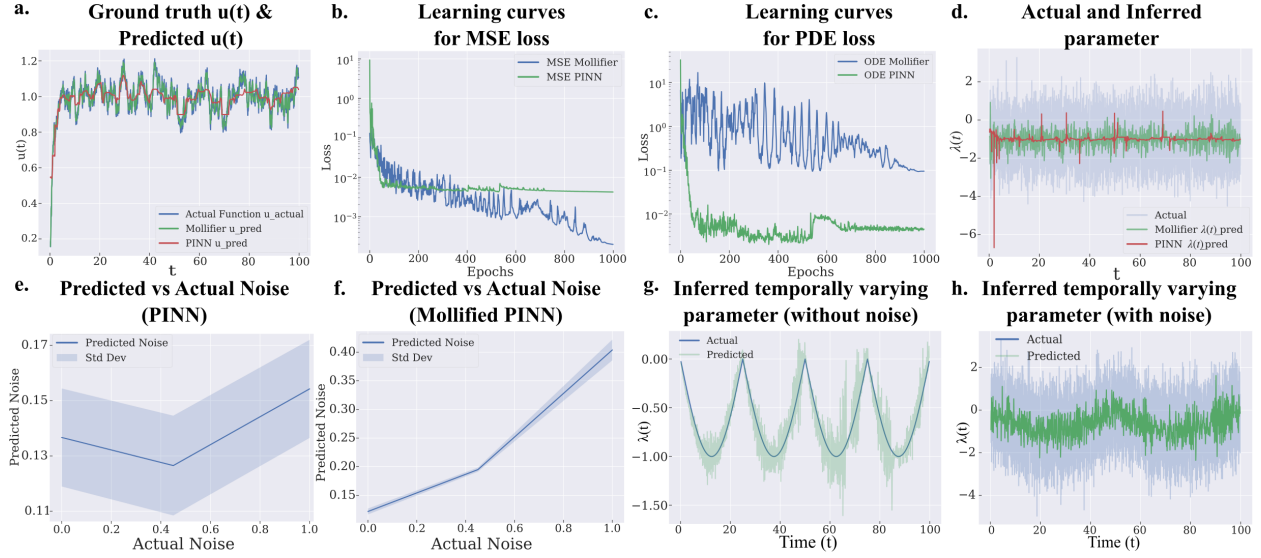 a. Ground truth u(t) &
Predicted u(t)
1.2
1.0
0.8
0.6
0.4
0.2
u(t)
Actual Function u_actual
Mollifier u_pred
PINN u_pred
0 20 40 60 80 100
t
b. Learning curves
for MSE loss
10¹
10⁰
10⁻¹
10⁻²
10⁻³
Loss
MSE Mollifier
MSE PINN
0 200 400 600 800 1000
Epochs
c. Learning curves
for PDE loss
10¹
10⁰
10⁻¹
10⁻²
Loss
ODE Mollifier
ODE PINN
0 200 400 600 800 1000
Epochs
d. Actual and Inferred
parameter
2
0
−2
−4
−6
λ(t)
Actual
Mollifier λ(t)_pred
PINN λ(t)_pred
0 20 40 60 80 100
t
e. Predicted vs Actual Noise
(PINN)
0.17
0.15
0.13
0.11
Predicted Noise
Predicted Noise
Std Dev
0.0 0.2 0.4 0.6 0.8 1.0
Actual Noise
f. Predicted vs Actual Noise
(Mollified PINN)
0.40
0.35
0.30
0.25
0.20
0.15
Predicted Noise
Predicted Noise
Std Dev
0.0 0.2 0.4 0.6 0.8 1.0
Actual Noise
g. Inferred temporally varying
parameter (without noise)
0.00
−0.50
−0.50
−1.00
−1.50
λ(t)
Actual
Predicted
0 20 40 60 80 100
Time (t)
h. Inferred temporally varying
parameter (with noise)
2
0
−2
−4
λ(t)
Actual
Predicted
0 20 40 60 80 100
Time (t)